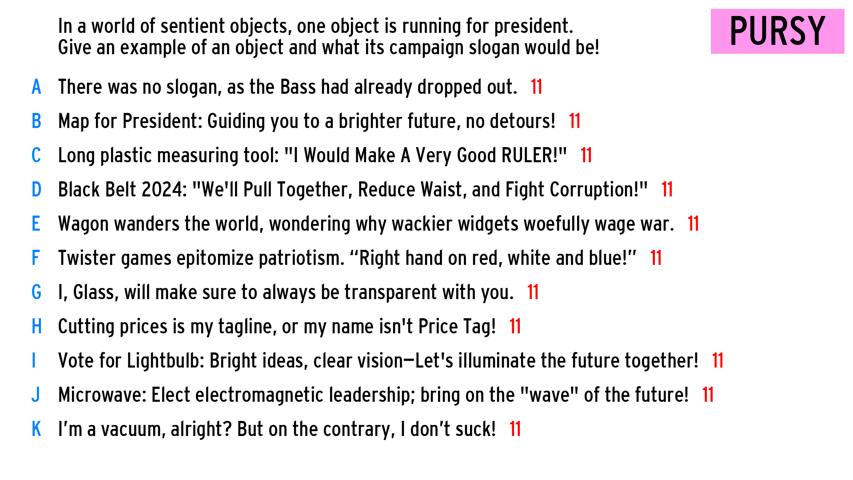 In a world of sentient objects, one object is running for president.
Give an example of an object and what its campaign slogan would be!
PURSY
A There was no slogan, as the Bass had already dropped out. 11
B Map for President: Guiding you to a brighter future, no detours! 11
C Long plastic measuring tool: "I Would Make A Very Good RULER!" 11
D Black Belt 2024: "We'll Pull Together, Reduce Waist, and Fight Corruption!" 11
E Wagon wanders the world, wondering why wackier widgets woefully wage war. 11
F Twister games epitomize patriotism. “Right hand on red, white and blue!” 11
G I, Glass, will make sure to always be transparent with you. 11
H Cutting prices is my tagline, or my name isn't Price Tag! 11
I Vote for Lightbulb: Bright ideas, clear vision—Let's illuminate the future together! 11
J Microwave: Elect electromagnetic leadership; bring on the "wave" of the future! 11
K I’m a vacuum, alright? But on the contrary, I don’t suck! 11